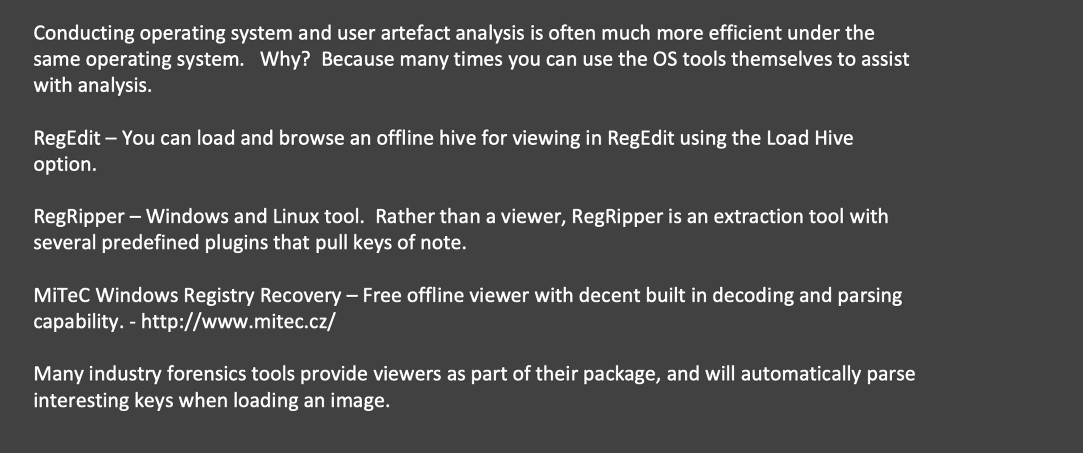 Conducting operating system and user artefact analysis is often much more efficient under the
same operating system.   Why?  Because many times you can use the OS tools themselves to assist
with analysis.
RegEdit – You can load and browse an offline hive for viewing in RegEdit using the Load Hive
option.
RegRipper – Windows and Linux tool.  Rather than a viewer, RegRipper is an extraction tool with
several predefined plugins that pull keys of note.
MiTeC Windows Registry Recovery – Free offline viewer with decent built in decoding and parsing
capability. - http://www.mitec.cz/
Many industry forensics tools provide viewers as part of their package, and will automatically parse
interesting keys when loading an image.